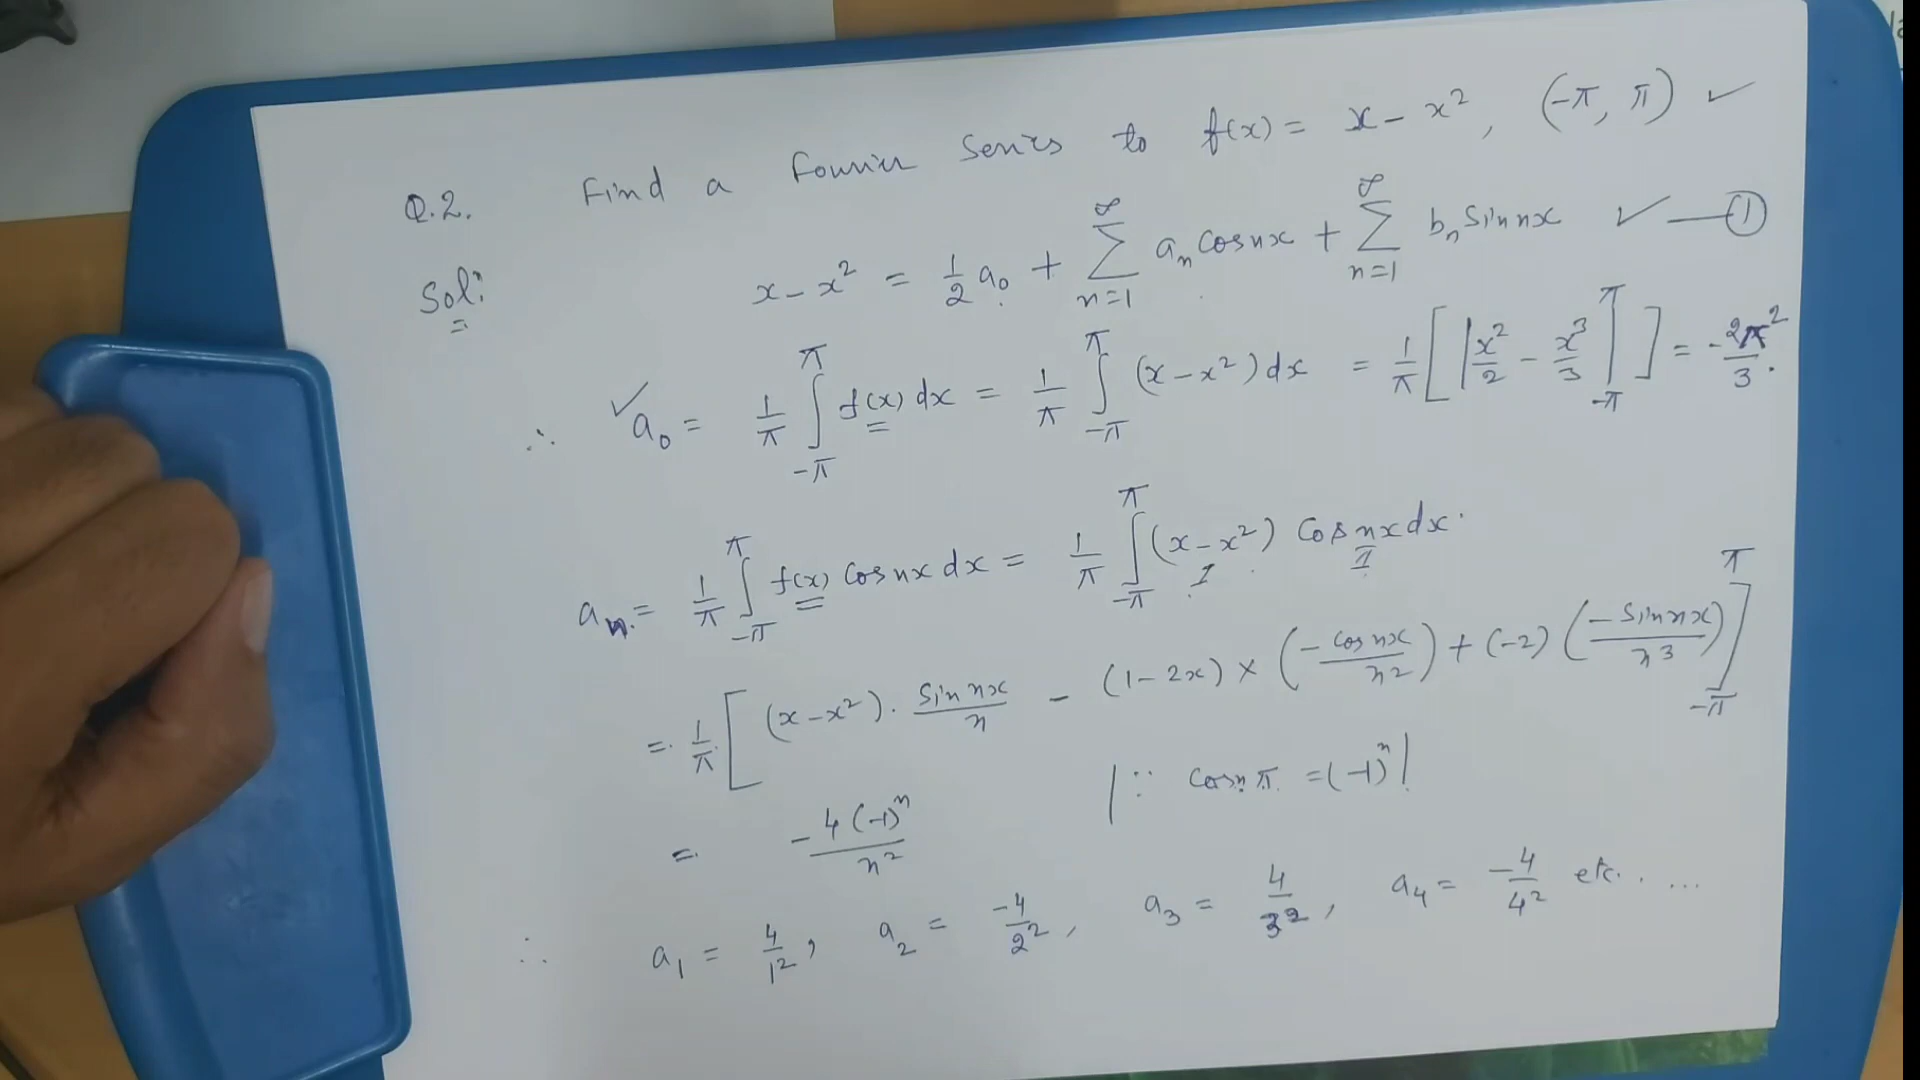 Q.2. Find a Fourier Series to f(x) = x - x², (-π, π) ✓
Sol: x - x² = 1/2 a₀ + ∑_{n=1}^{∞} aₙ cos nx + ∑_{n=1}^{∞} bₙ sin nx ✓ — ①
∴ ✓ a₀ = 1/π ∫_{-π}^{π} f(x) dx = 1/π ∫_{-π}^{π} (x - x²) dx = 1/π [ | x²/2 - x³/3 |_{-π}^{π} ] = -2π²/3.
aₙ = 1/π ∫_{-π}^{π} f(x) cos nx dx = 1/π ∫_{-π}^{π} (x - x²) cos nx dx.
= 1/π [ (x - x²) · sin nx/n - (1 - 2x) × (-cos nx/n²) + (-2) (-sin nx/n³) ]_{-π}^{π}
= -4(-1)ⁿ/n² | ∵ cos nπ = (-1)ⁿ |
∴ a₁ = 4/1², a₂ = -4/2², a₃ = 4/3², a₄ = -4/4² etc. . ...